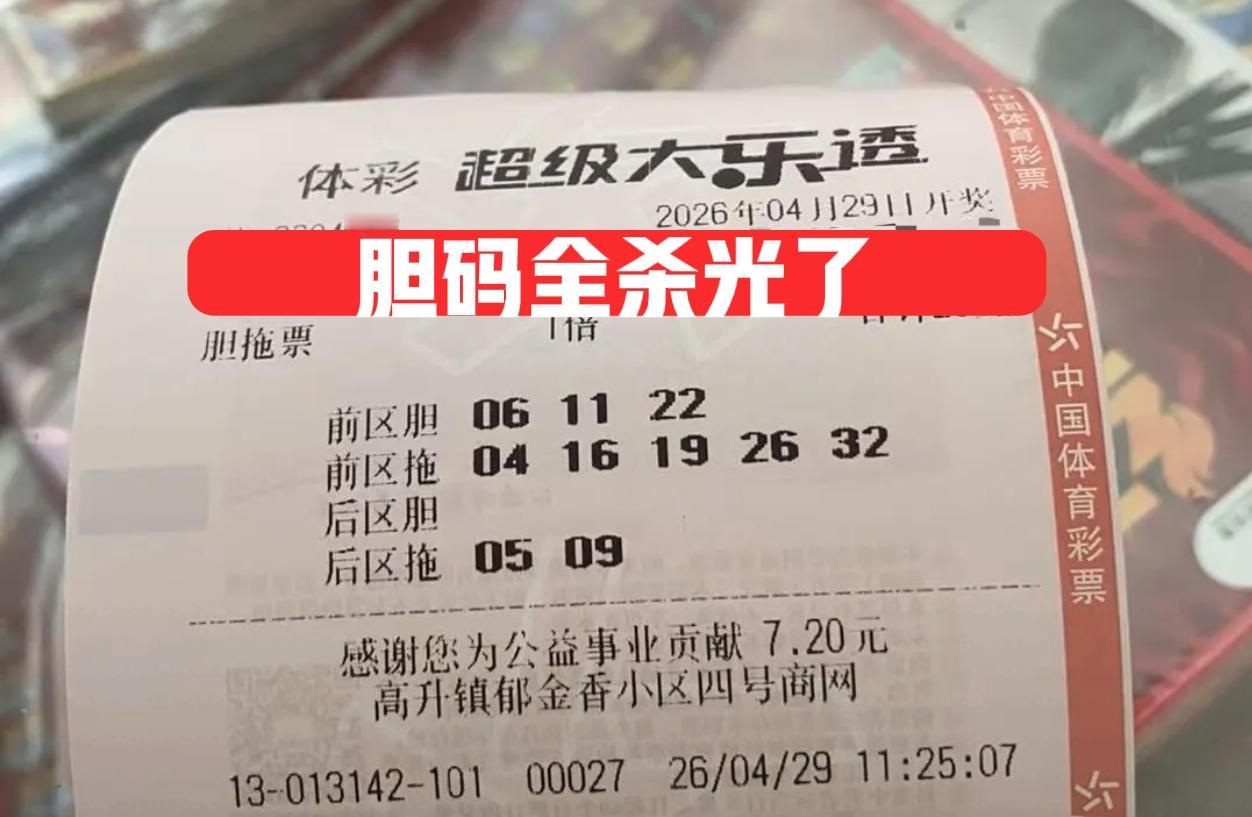 体彩 超级大乐透
2026年04月29日开奖
胆码全杀光了
胆拖票 1倍
前区胆 06 11 22
前区拖 04 16 19 26 32
后区胆
后区拖 05 09
感谢您为公益事业贡献 7.20元
高升镇郁金香小区四号商网
13-013142-101 00027 26/04/29 11:25:07
中国体育彩票
中国体育彩票